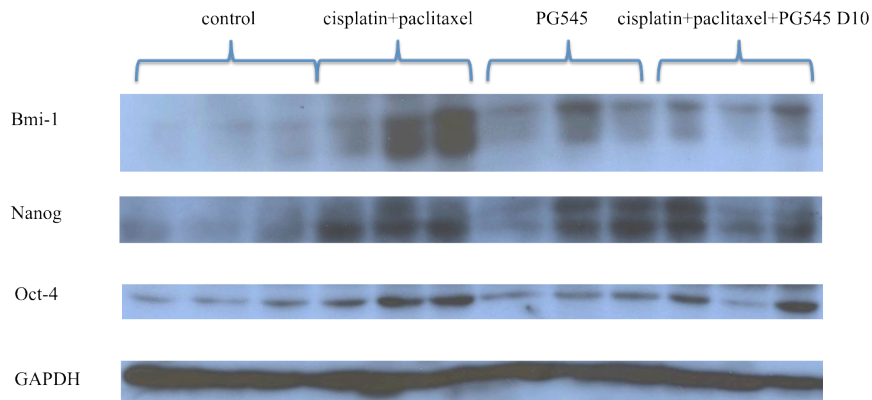 control cisplatin+paclitaxel PG545 cisplatin+paclitaxel+PG545 D10
Bmi-1
Nanog
Oct-4
GAPDH